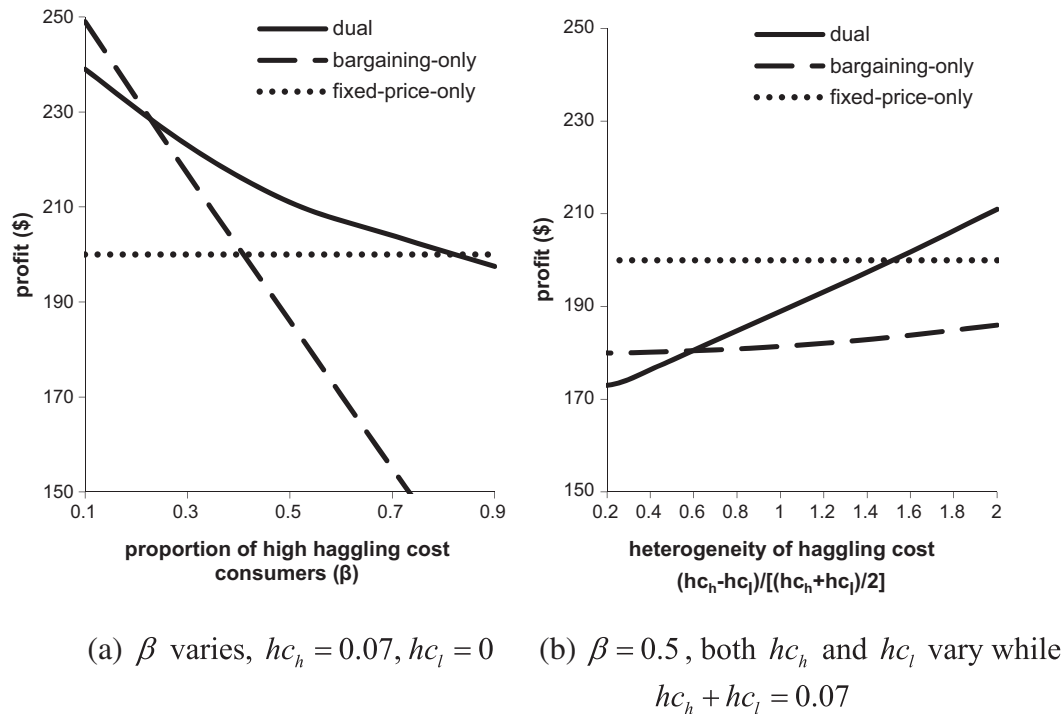 250
230
210
190
170
150
profit ($)
dual
bargaining-only
fixed-price-only
0.1 0.3 0.5 0.7 0.9
proportion of high haggling cost
consumers (β)
(a) β varies, hc_h = 0.07, hc_l = 0
250
230
210
190
170
150
profit ($)
dual
bargaining-only
fixed-price-only
0.2 0.4 0.6 0.8 1 1.2 1.4 1.6 1.8 2
heterogeneity of haggling cost
(hc_h-hc_l)/[(hc_h+hc_l)/2]
(b) β = 0.5, both hc_h and hc_l vary while
hc_h + hc_l = 0.07